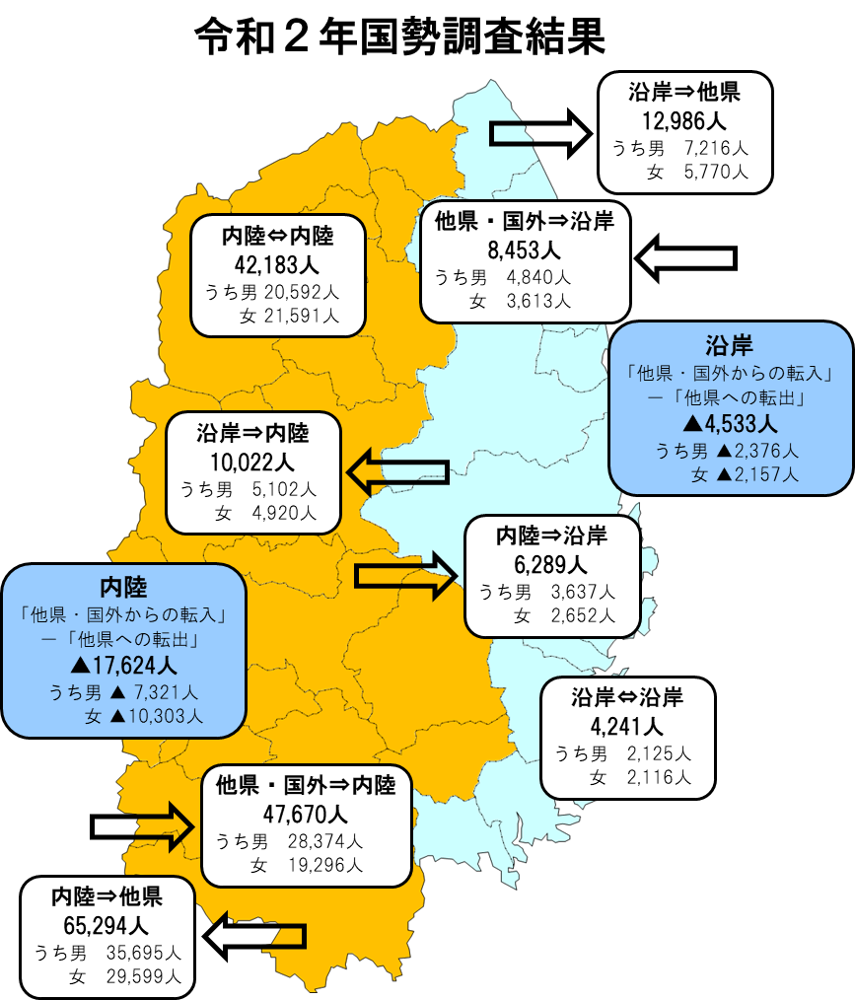 令和２年国勢調査結果
沿岸⇒他県
12,986人
うち男　7,216人
女　5,770人
他県・国外⇒沿岸
8,453人
うち男　4,840人
女　3,613人
内陸⇔内陸
42,183人
うち男 20,592人
女 21,591人
沿岸
「他県・国外からの転入」
－「他県への転出」
▲4,533人
うち男 ▲2,376人
女 ▲2,157人
沿岸⇒内陸
10,022人
うち男　5,102人
女　4,920人
内陸⇒沿岸
6,289人
うち男　3,637人
女　2,652人
内陸
「他県・国外からの転入」
－「他県への転出」
▲17,624人
うち男 ▲ 7,321人
女 ▲10,303人
沿岸⇔沿岸
4,241人
うち男　2,125人
女　2,116人
他県・国外⇒内陸
47,670人
うち男　28,374人
女　19,296人
内陸⇒他県
65,294人
うち男　35,695人
女　29,599人